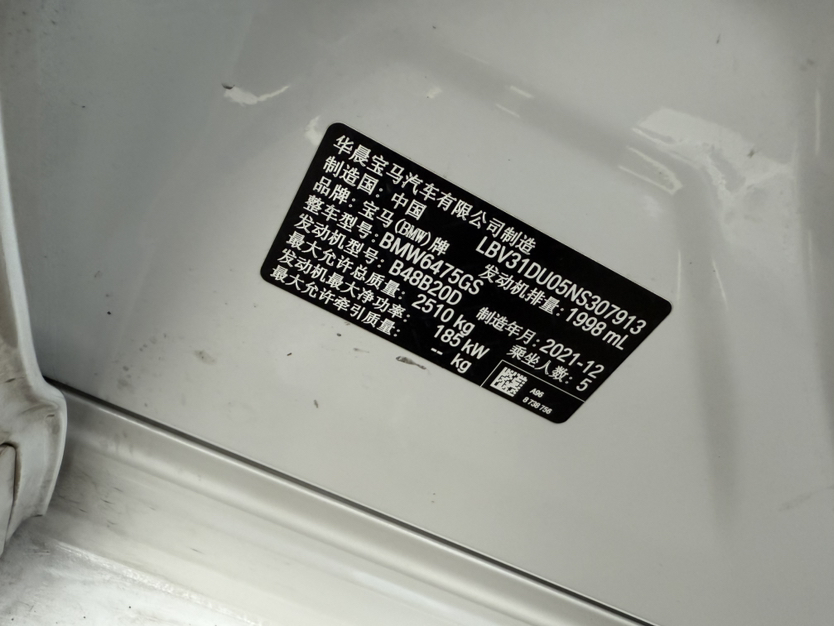 华晨宝马汽车有限公司制造
制造国：中国 LBV31DU05NS307913
品牌：宝马(BMW)牌 发动机排量：1998 mL
整车型号：BMW6475GS
发动机型号：B48B20D 制造年月：2021-12
最大允许总质量：2510 kg 乘坐人数：5
发动机最大净功率：185 kW
最大允许牵引质量：-- kg
A96
8 738 756